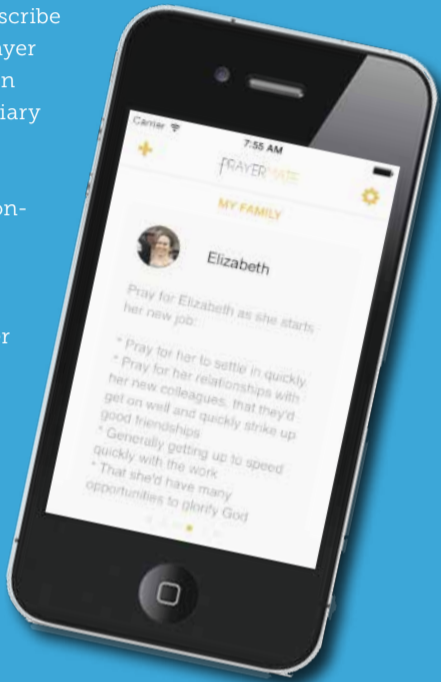 scribe
ayer
n
iary
on-
er
Carrier
7:55 AM
PRAYERMATE
MY FAMILY
Elizabeth
Pray for Elizabeth as she starts
her new job:
* Pray for her to settle in quickly
* Pray for her relationships with
her new colleagues, that they'd
get on well and quickly strike up
good friendships
* Generally getting up to speed
quickly with the work
* That she'd have many
opportunities to glorify God